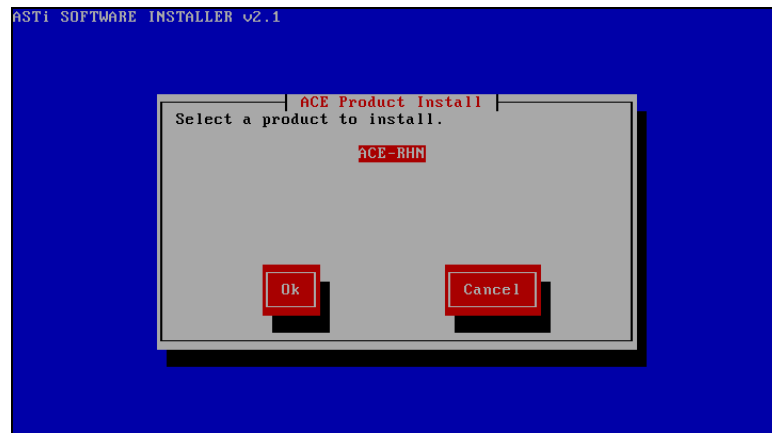 ASTi SOFTWARE INSTALLER v2.1
ACE Product Install
Select a product to install.
ACE-RHN
Ok
Cancel